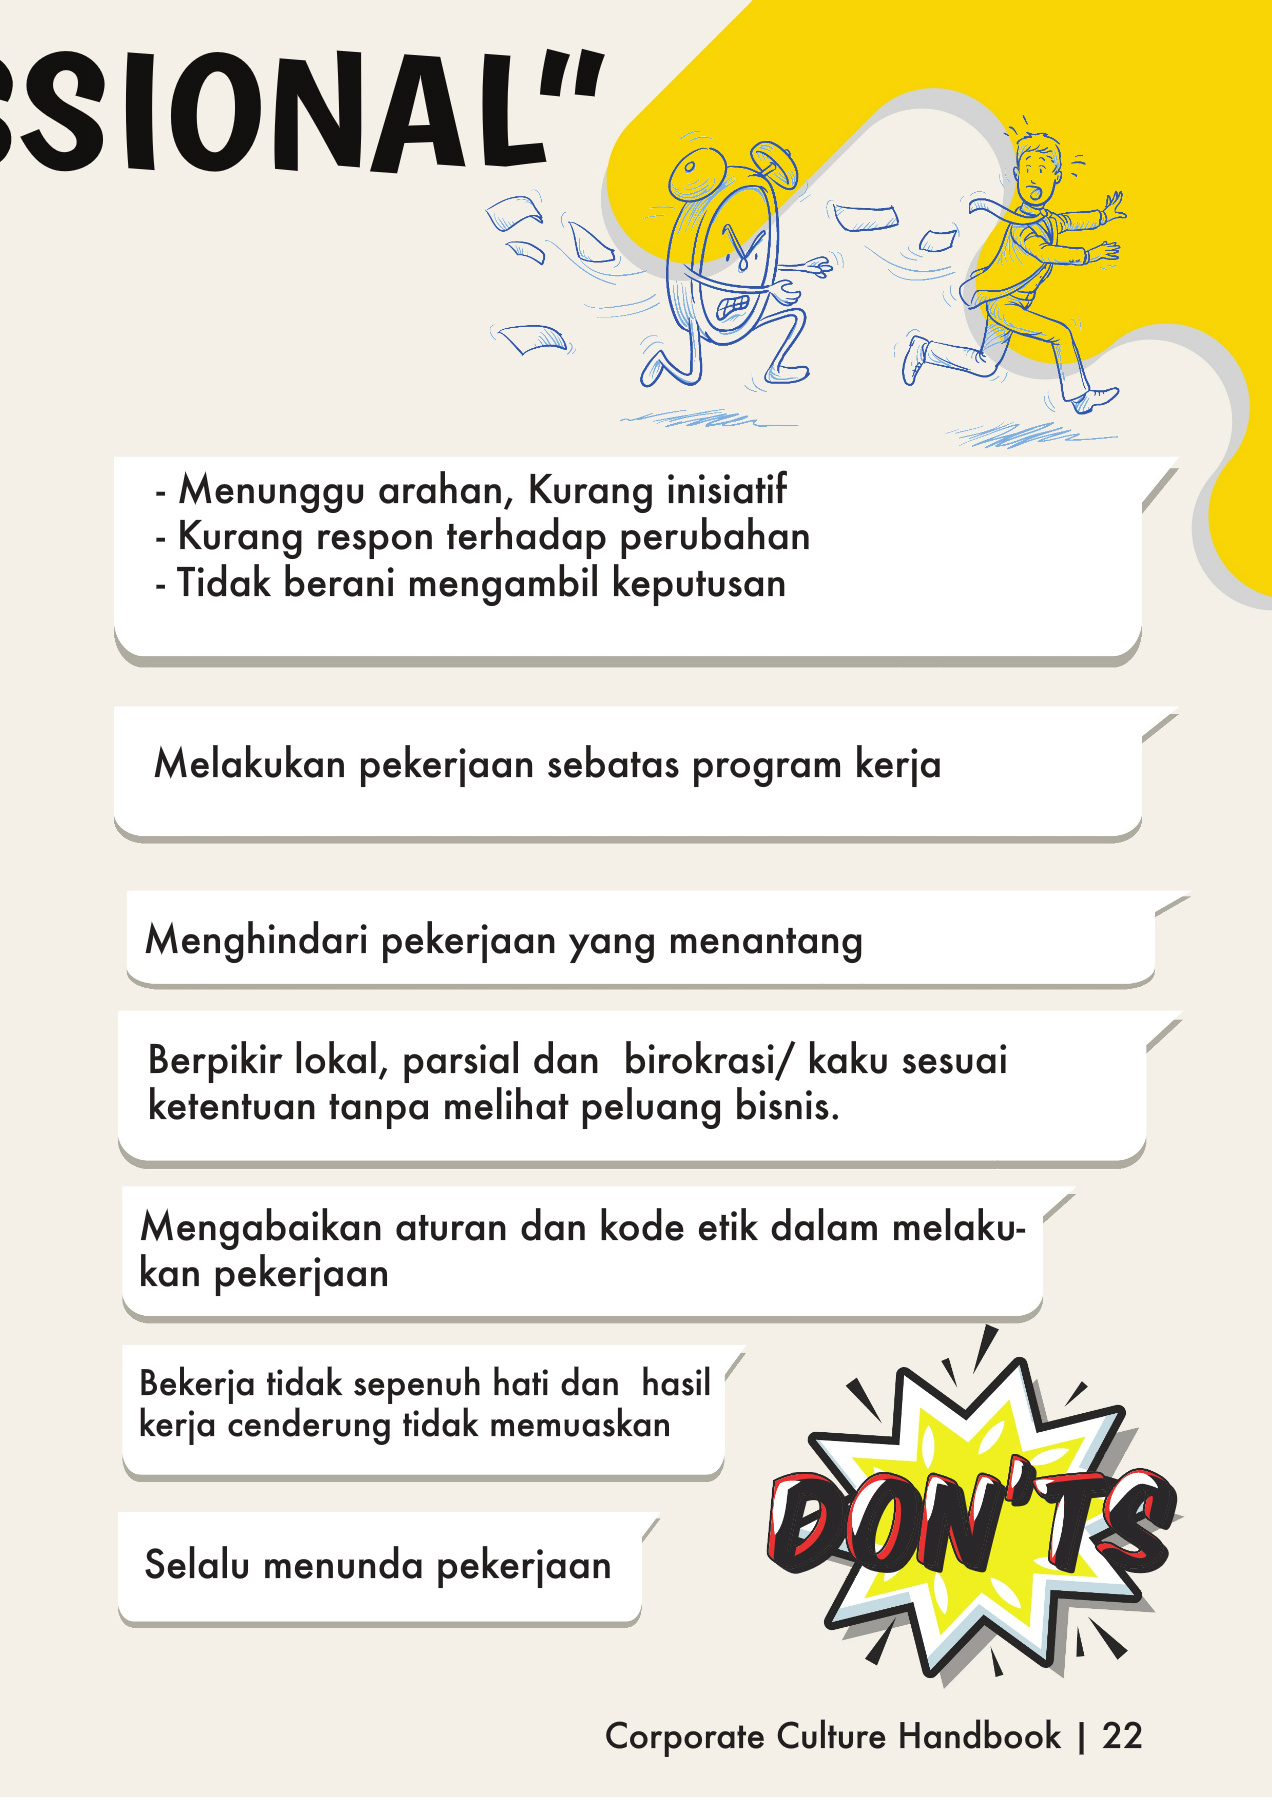 SSIONAL"
- Menunggu arahan, Kurang inisiatif
- Kurang respon terhadap perubahan
- Tidak berani mengambil keputusan
Melakukan pekerjaan sebatas program kerja
Menghindari pekerjaan yang menantang
Berpikir lokal, parsial dan  birokrasi/ kaku sesuai
ketentuan tanpa melihat peluang bisnis.
Mengabaikan aturan dan kode etik dalam melaku-
kan pekerjaan
Bekerja tidak sepenuh hati dan  hasil
kerja cenderung tidak memuaskan
Selalu menunda pekerjaan
DON'TS
Corporate Culture Handbook | 22